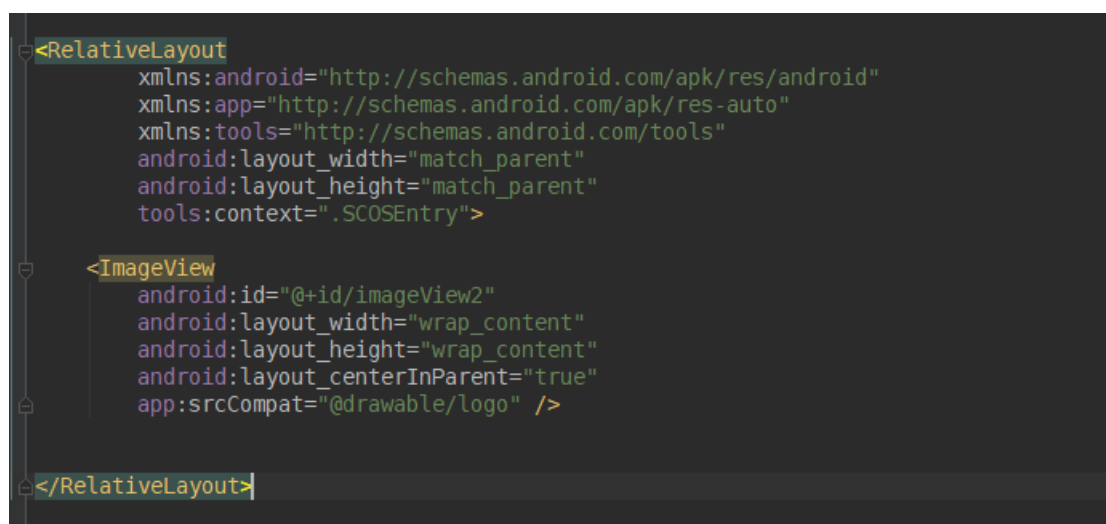 <RelativeLayout
xmlns:android="http://schemas.android.com/apk/res/android"
xmlns:app="http://schemas.android.com/apk/res-auto"
xmlns:tools="http://schemas.android.com/tools"
android:layout_width="match_parent"
android:layout_height="match_parent"
tools:context=".SCOSEntry">
<ImageView
android:id="@+id/imageView2"
android:layout_width="wrap_content"
android:layout_height="wrap_content"
android:layout_centerInParent="true"
app:srcCompat="@drawable/logo" />
</RelativeLayout>